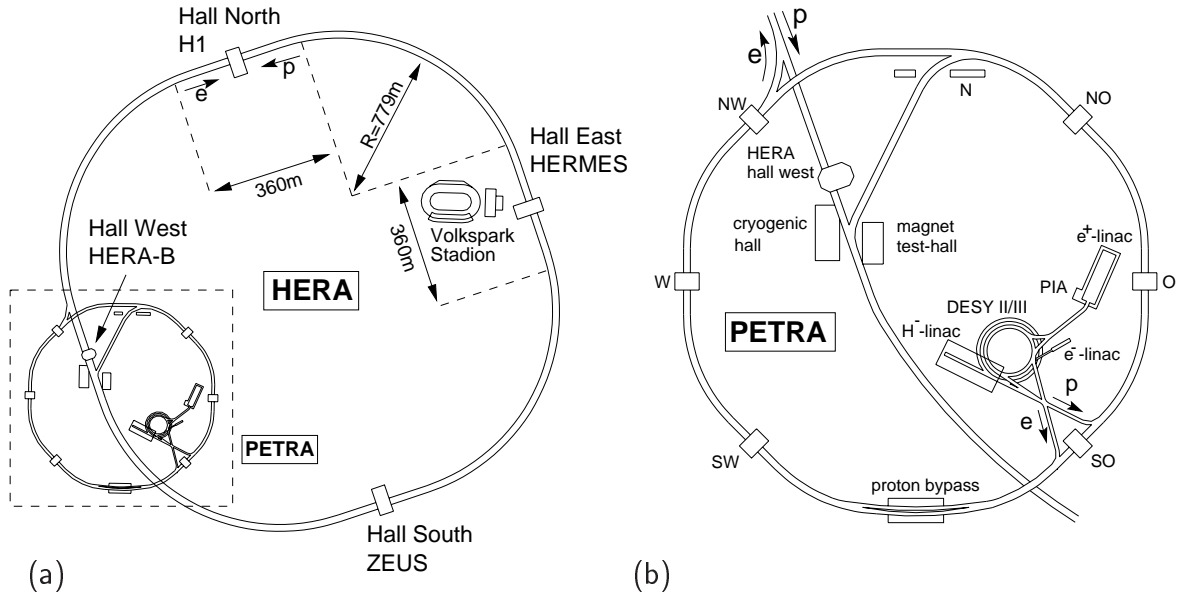 Hall North
H1
e
p
360m
R=779m
Hall East
HERMES
360m
Volkspark
Stadion
Hall West
HERA-B
HERA
PETRA
Hall South
ZEUS
(a)
p
e
N
NW
NO
HERA
hall west
cryogenic
hall
magnet
test-hall
e+-linac
W
PIA
O
DESY II/III
PETRA
H--linac
e--linac
p
e
SW
SO
proton bypass
(b)